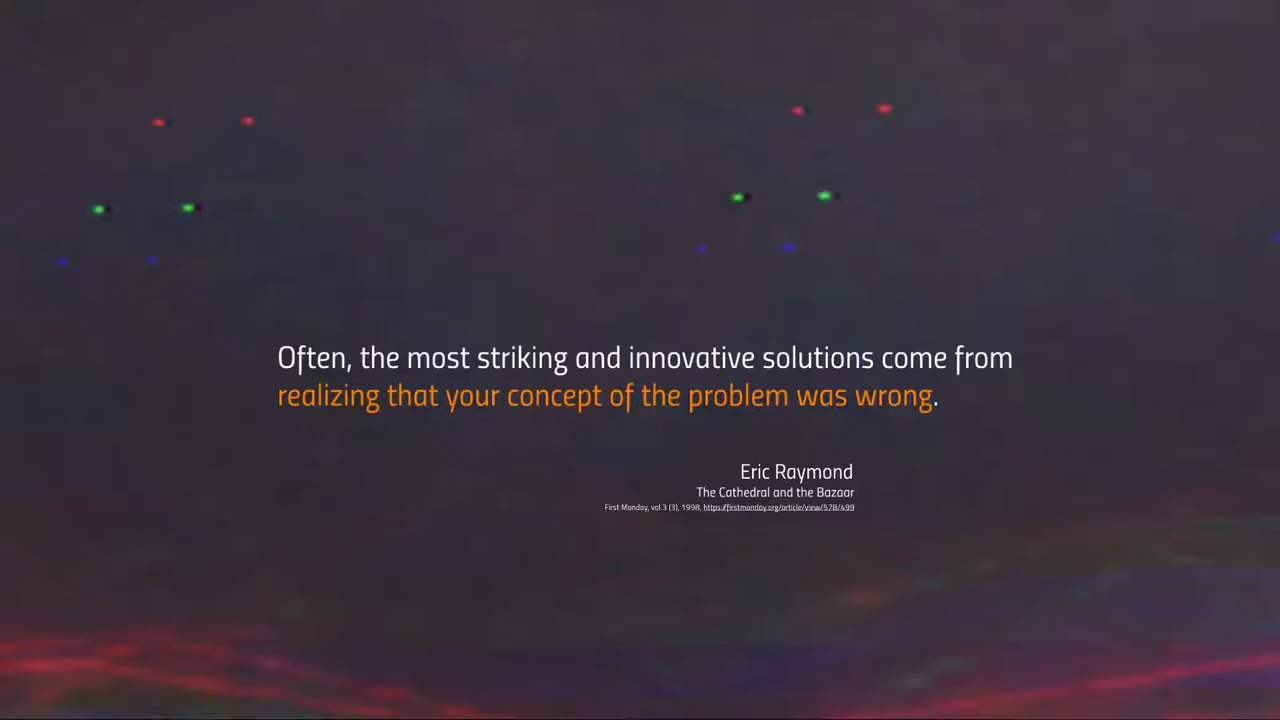 Often, the most striking and innovative solutions come from
realizing that your concept of the problem was wrong.
Eric Raymond
The Cathedral and the Bazaar
First Monday, vol.3 (3), 1998, https://firstmonday.org/article/view/578/499